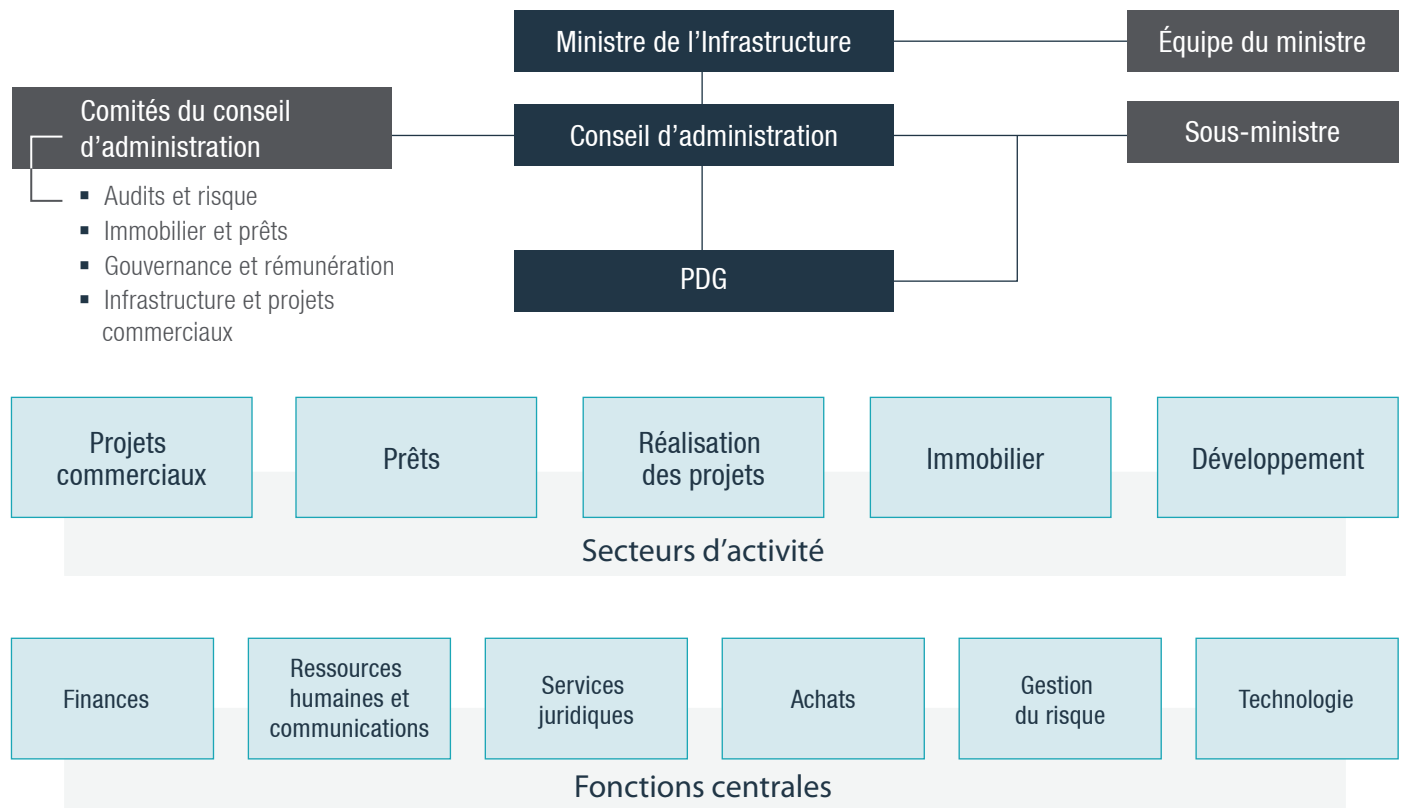 Ministre de l’Infrastructure
Équipe du ministre
Comités du conseil
d’administration
Conseil d’administration
Sous-ministre
▪ Audits et risque
▪ Immobilier et prêts
▪ Gouvernance et rémunération
▪ Infrastructure et projets
commerciaux
PDG
Projets
commerciaux
Prêts
Réalisation
des projets
Immobilier
Développement
Secteurs d’activité
Finances
Ressources
humaines et
communications
Services
juridiques
Achats
Gestion
du risque
Technologie
Fonctions centrales